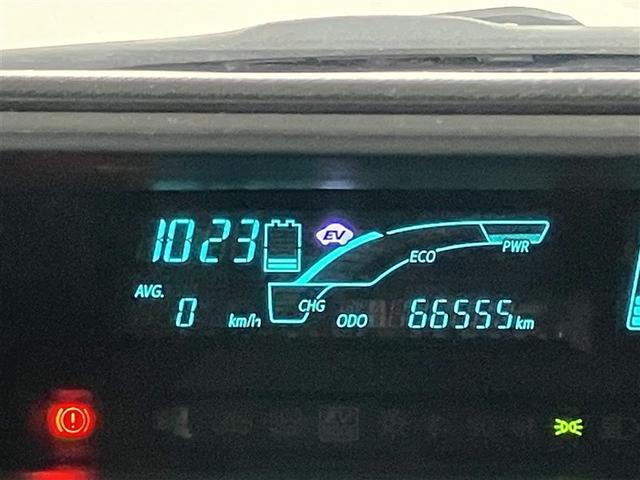 1023 EV
PWR
ECO
AVG.
CHG
0 km/h ODO 66555 km